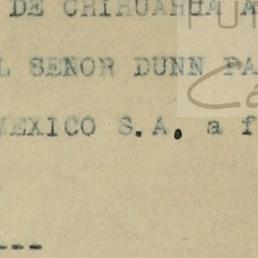 DE CHIHUAHUA A
L SENOR DUNN PA
MEXICO S.A. a f
----